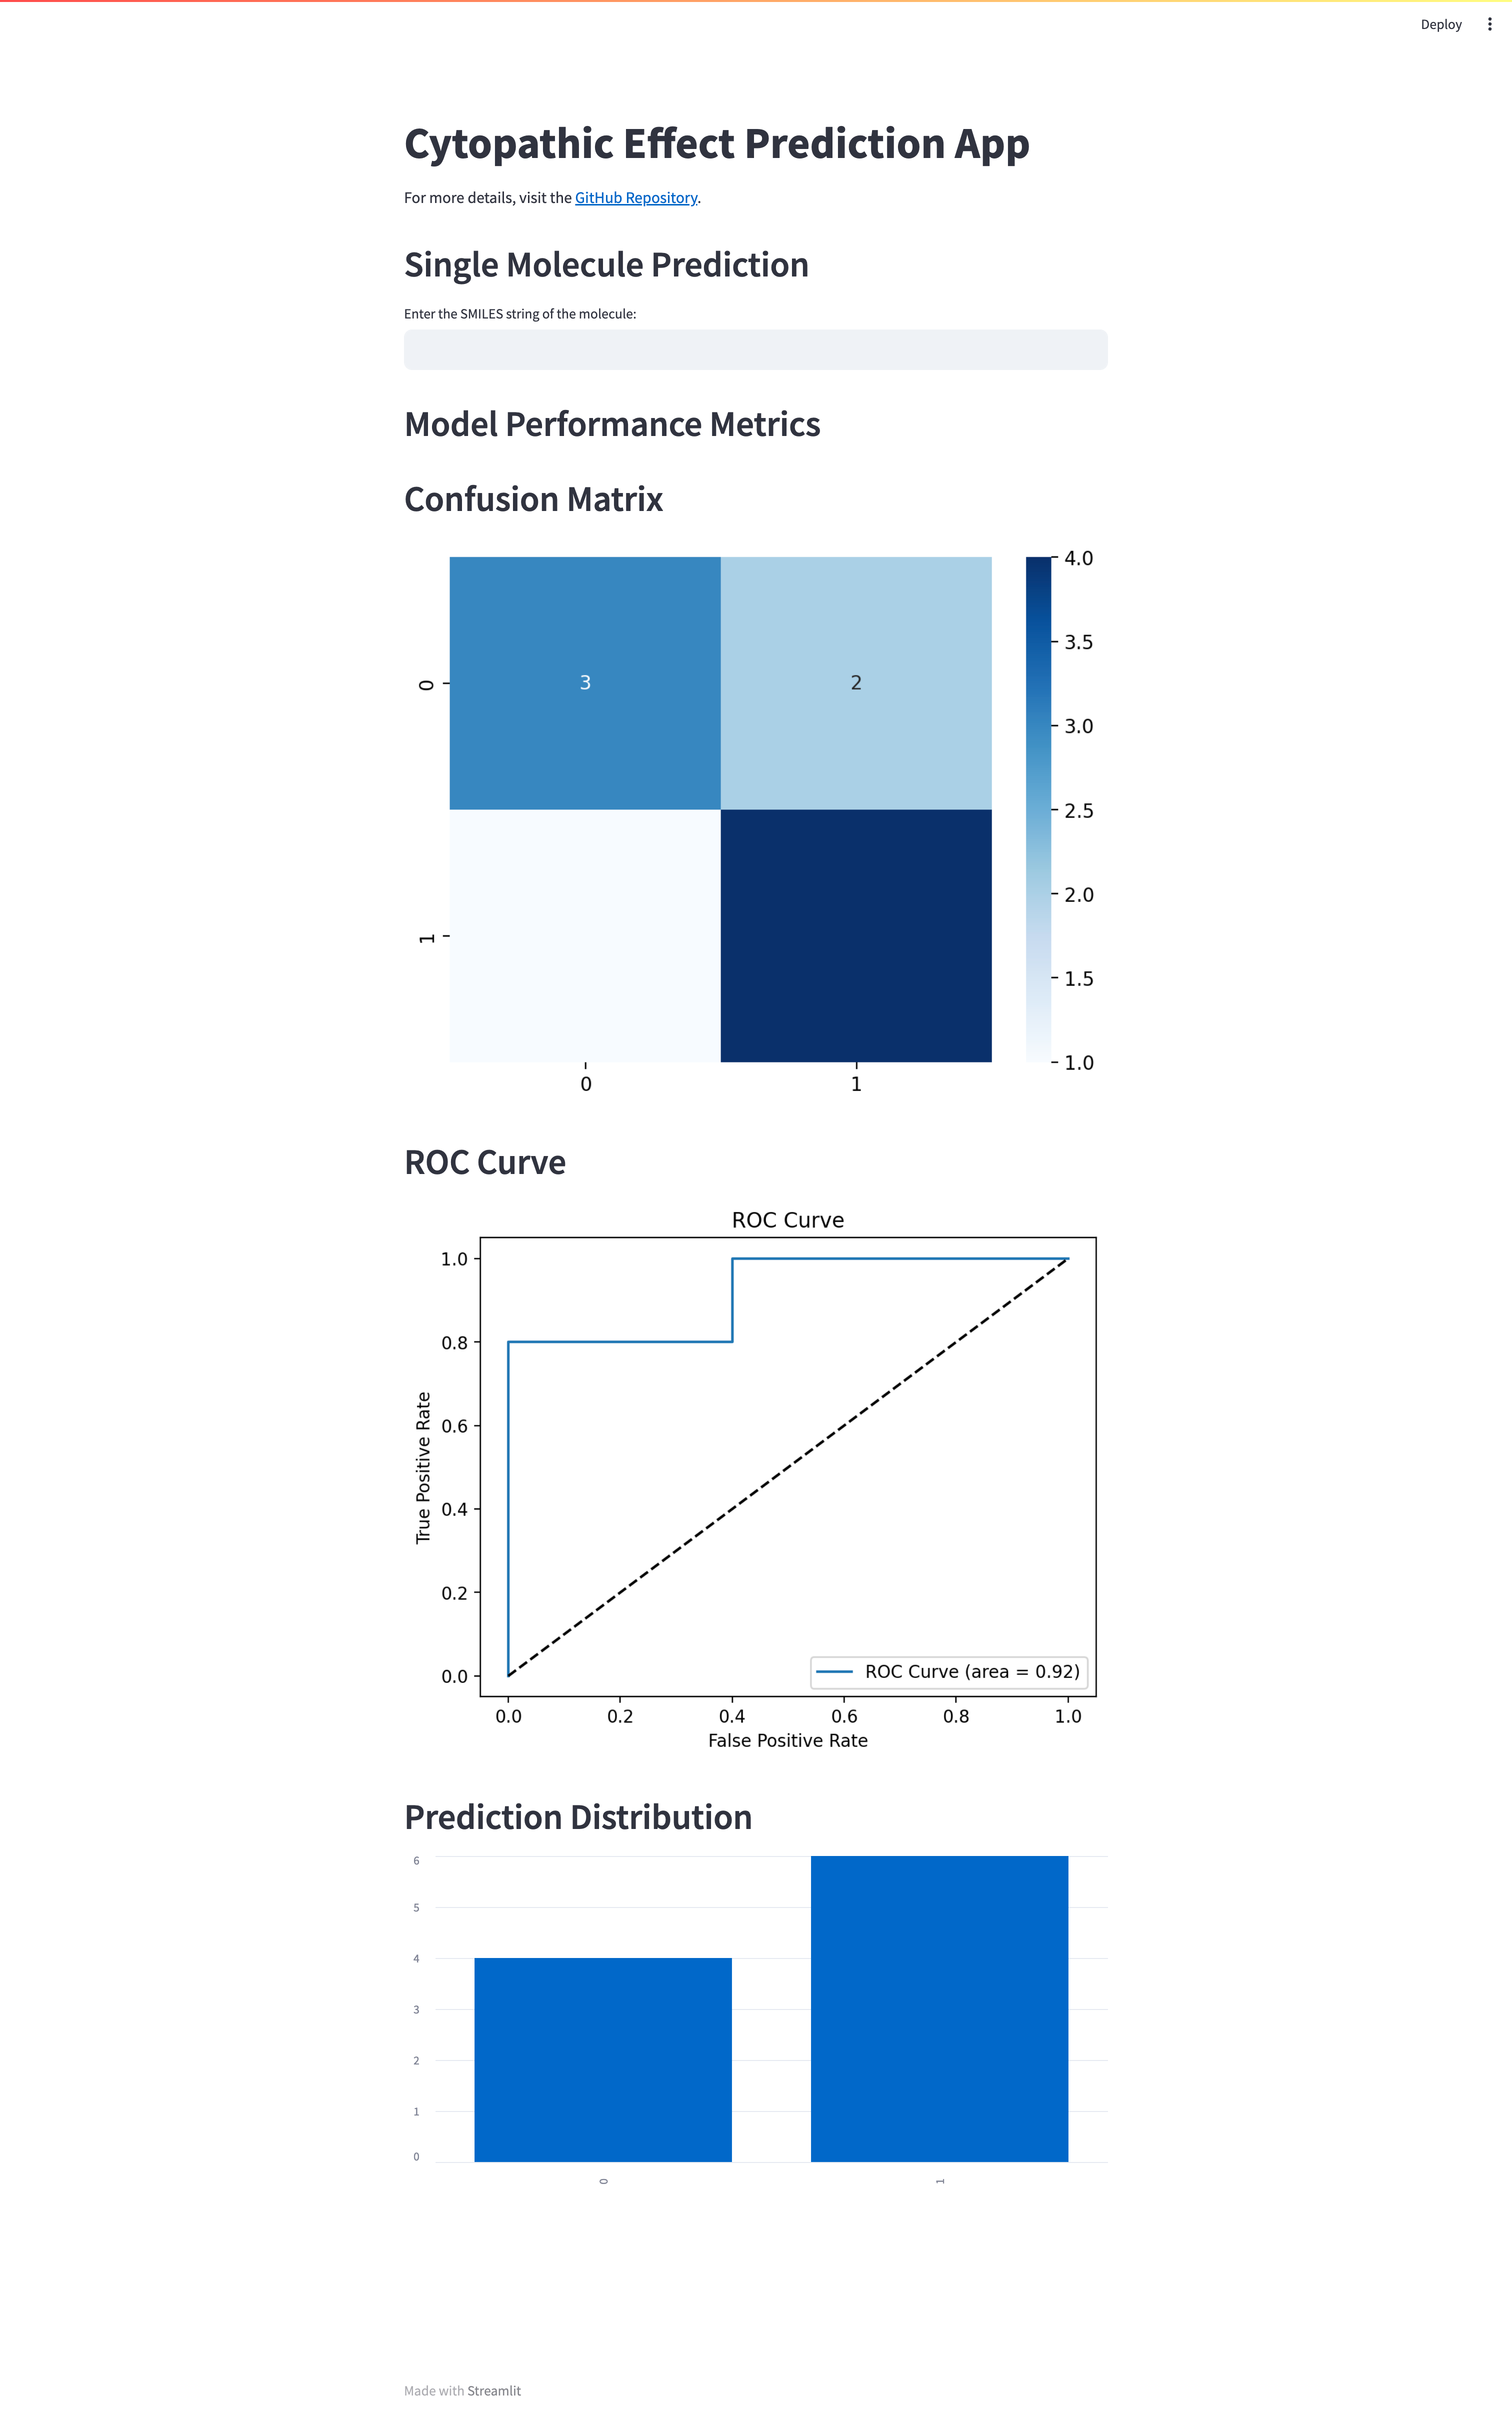 Deploy
Cytopathic Effect Prediction App
For more details, visit the GitHub Repository.
Single Molecule Prediction
Enter the SMILES string of the molecule:
Model Performance Metrics
Confusion Matrix
4.0
3.5
0
3
2
3.0
2.5
2.0
1
1.5
1.0
0
1
ROC Curve
ROC Curve
1.0
0.8
0.6
0.4
0.2
0.0
True Positive Rate
ROC Curve (area = 0.92)
0.0 0.2 0.4 0.6 0.8 1.0
False Positive Rate
Prediction Distribution
6
5
4
3
2
1
0
0
1
Made with Streamlit